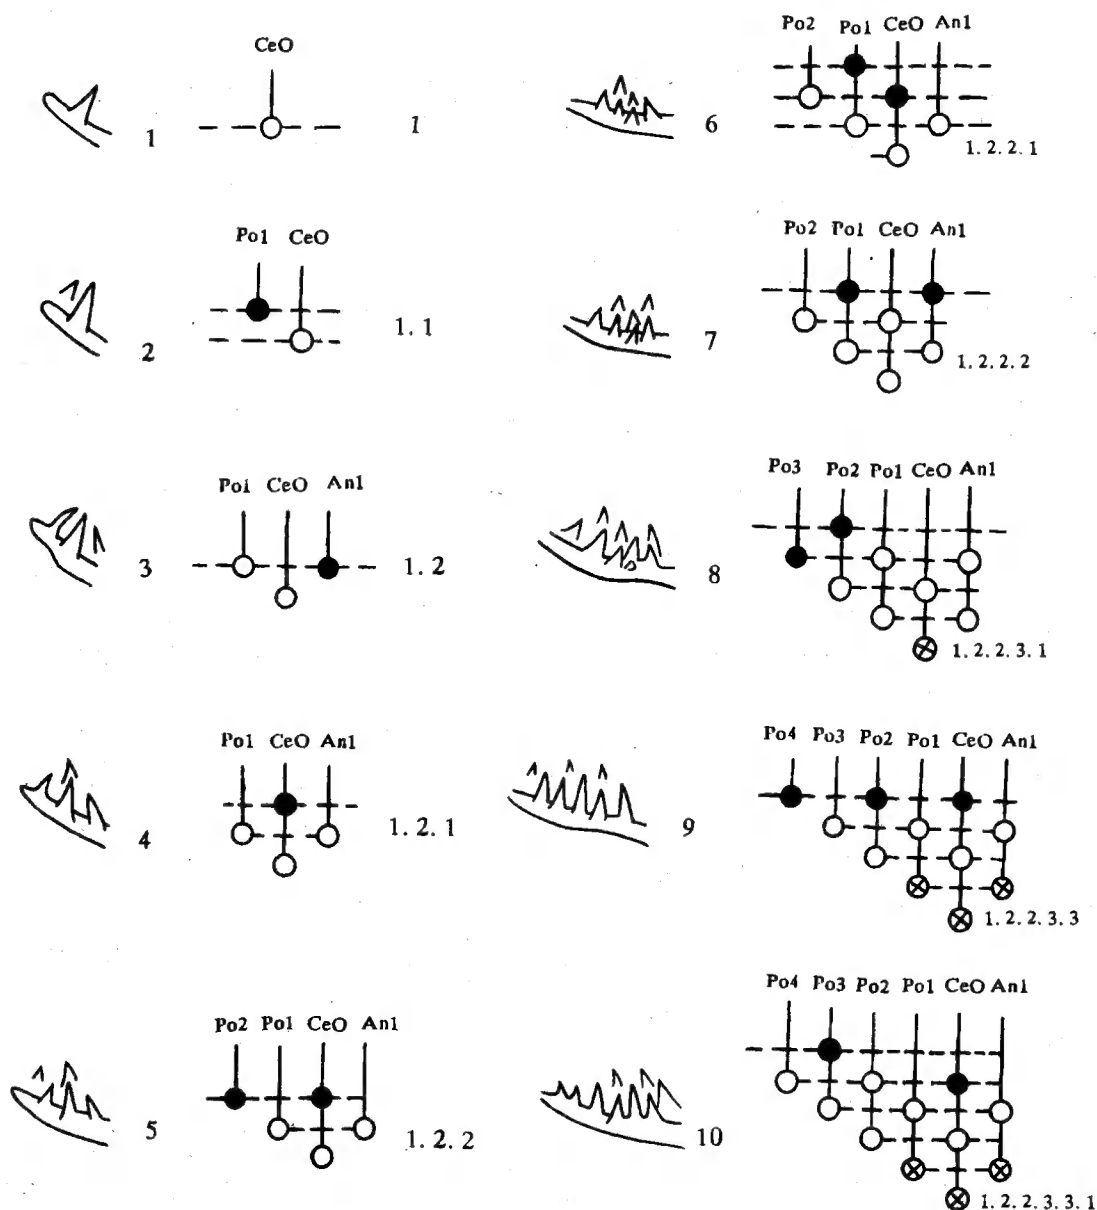 CeO
1
1
Po1 CeO
2
1.1
Po1 CeO An1
3
1.2
Po1 CeO An1
4
1.2.1
Po2 Po1 CeO An1
5
1.2.2
Po2 Po1 CeO An1
6
1.2.2.1
Po2 Po1 CeO An1
7
1.2.2.2
Po3 Po2 Po1 CeO An1
8
1.2.2.3.1
Po4 Po3 Po2 Po1 CeO An1
9
1.2.2.3.3
Po4 Po3 Po2 Po1 CeO An1
10
1.2.2.3.3.1